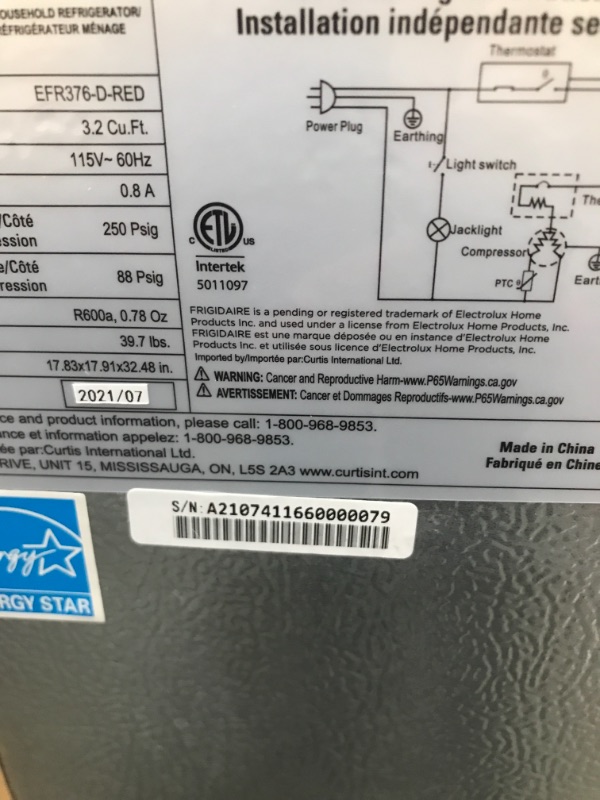 OUSEHOLD REFRIGERATOR/
ÉFRIGÉRATEUR MÉNAGE
Installation indépendante se
EFR376-D-RED
3.2 Cu.Ft.
115V~ 60Hz
0.8 A
/Côté
ession
250 Psig
e/Côté
ression
88 Psig
R600a, 0.78 Oz
39.7 lbs.
17.83x17.91x32.48 in.
2021/07
Thermostat
θ
Power Plug
Earthing
Light switch
Jacklight
Compressor
The
PTC θ
Eart
C ETL US
LISTED
Intertek
5011097
FRIGIDAIRE is a pending or registered trademark of Electrolux Home
Products Inc. and used under a license from Electrolux Home Products, Inc.
FRIGIDAIRE est une marque déposée ou en instance d'Electrolux Home
Products Inc. et utilisée sous licence d'Electrolux Home Products, Inc.
Imported by/Importée par:Curtis International Ltd.
WARNING: Cancer and Reproductive Harm-www.P65Warnings.ca.gov
AVERTISSEMENT: Cancer et Dommages Reproductifs-www.P65Warnings.ca.gov
ce and product information, please call: 1-800-968-9853.
ance et information appelez: 1-800-968-9853.
ée par:Curtis International Ltd.
RIVE, UNIT 15, MISSISSAUGA, ON, L5S 2A3 www.curtisint.com
Made in China
Fabriqué en Chine
S/N: A2107411660000079
ergy
RGY STAR